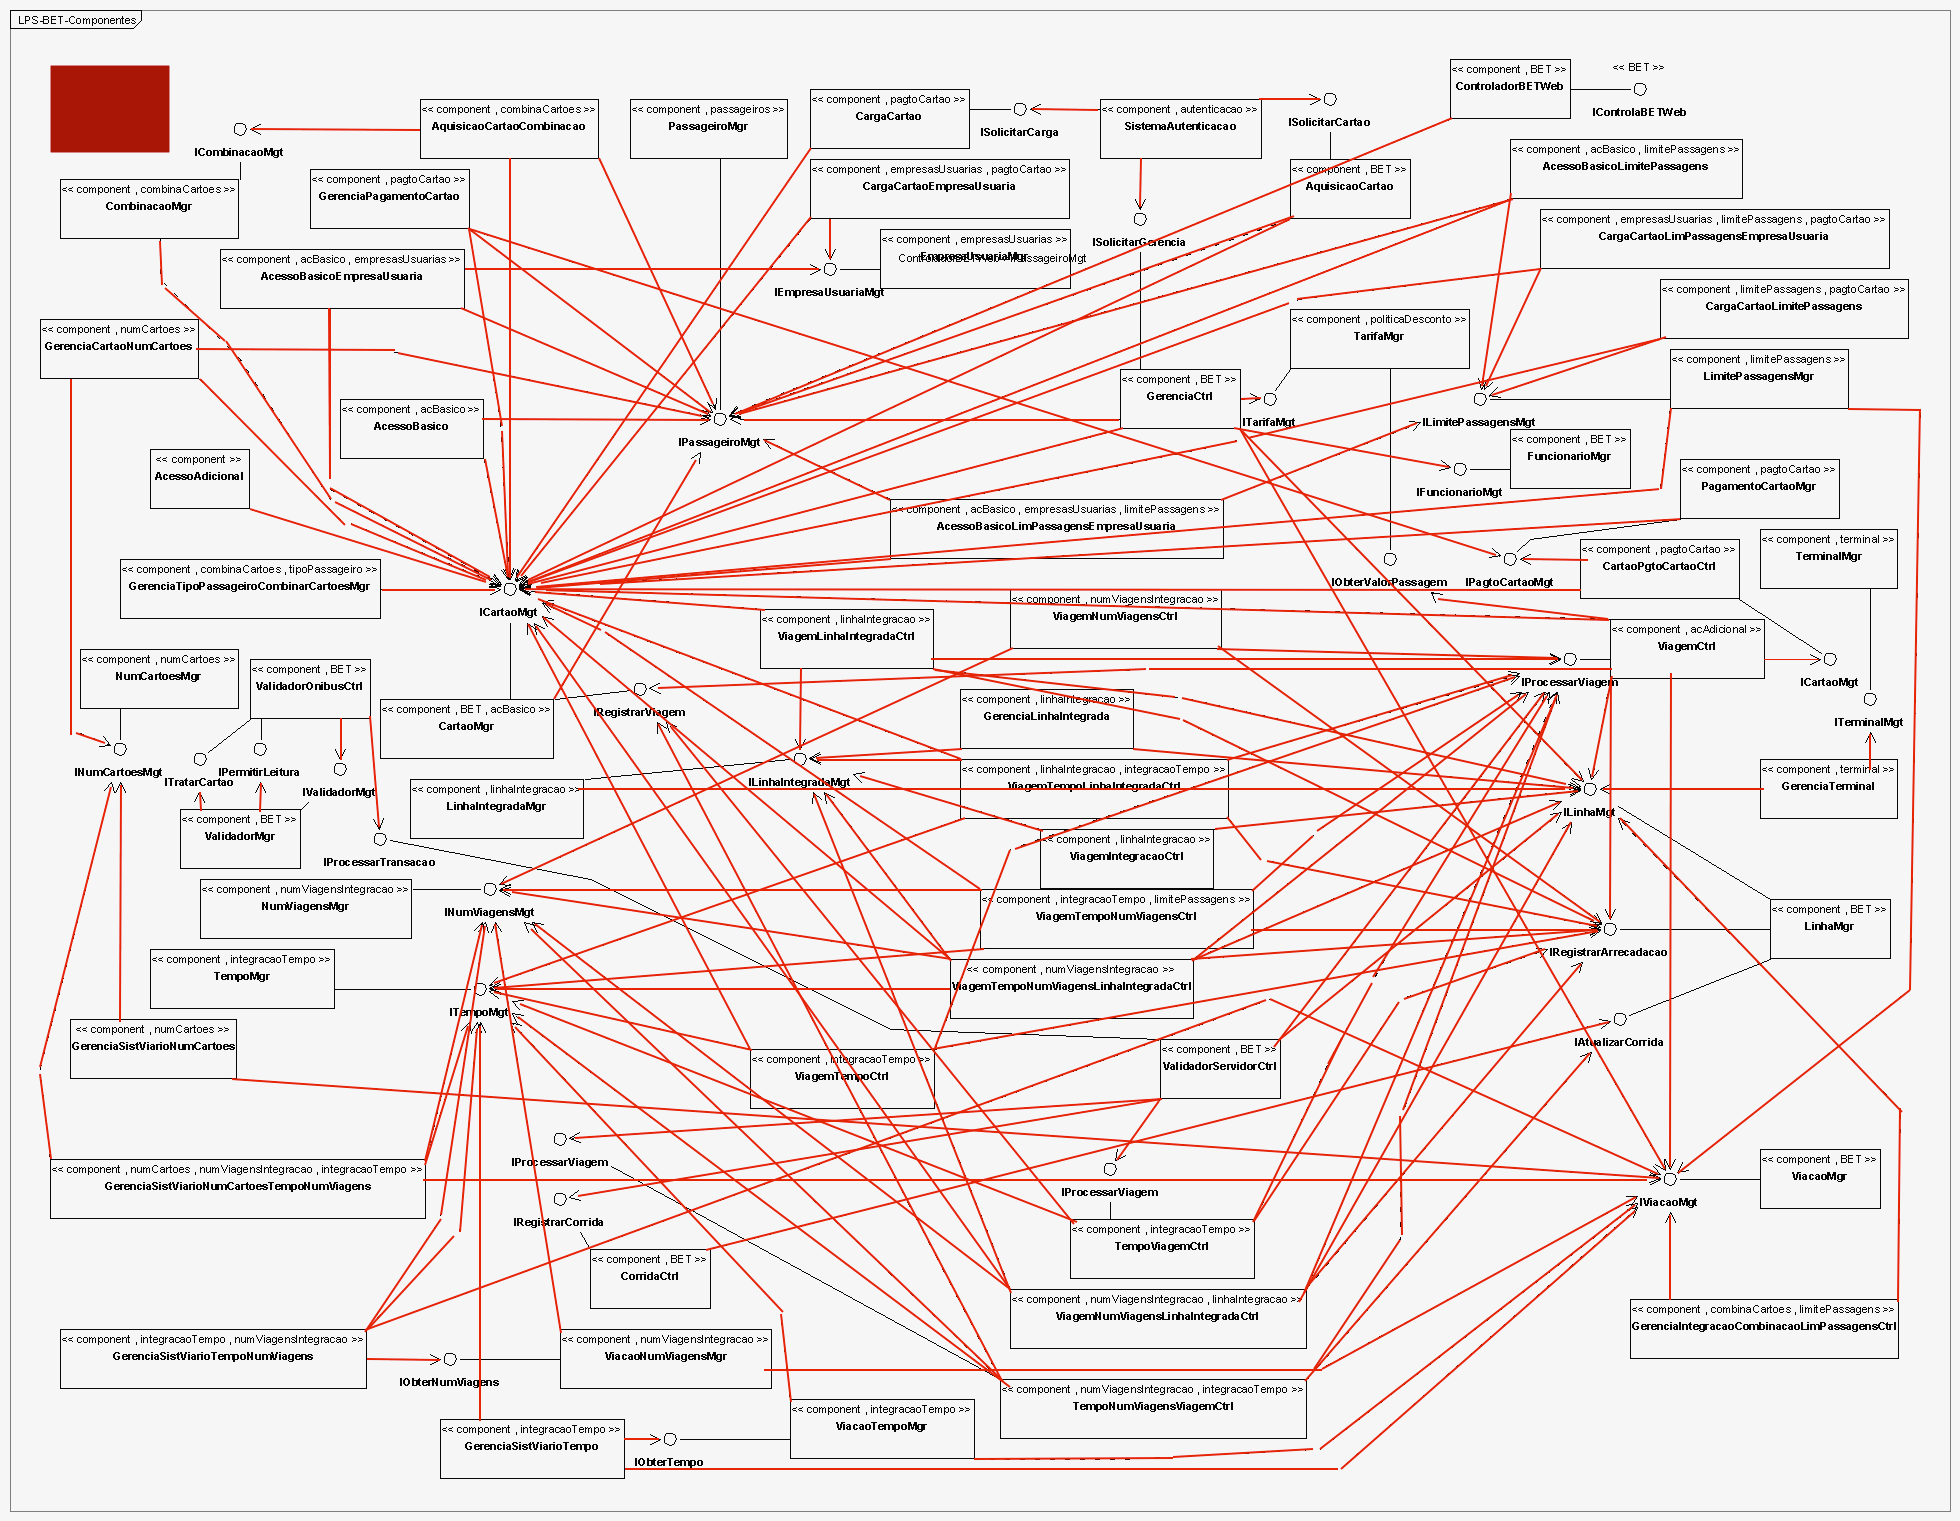 LPS-BET-Componentes
<< component , BET >>
ControladorBETWeb
<< BET >>
IControlaBETWeb
<< component , combinaCartoes >>
AquisicaoCartaoCombinacao
<< component , passageiros >>
PassageiroMgr
<< component , pagtoCartao >>
CargaCartao
ISolicitarCarga
<< component , autenticacao >>
SistemaAutenticacao
ISolicitarCartao
ICombinacaoMgt
<< component , acBasico , limitePassagens >>
AcessoBasicoLimitePassagens
<< component , combinaCartoes >>
CombinacaoMgr
<< component , pagtoCartao >>
GerenciaPagamentoCartao
<< component , empresasUsuarias , pagtoCartao >>
CargaCartaoEmpresaUsuaria
<< component , BET >>
AquisicaoCartao
<< component , empresasUsuarias , limitePassagens , pagtoCartao >>
CargaCartaoLimPassagensEmpresaUsuaria
ISolicitarGerencia
<< component , acBasico , empresasUsuarias >>
AcessoBasicoEmpresaUsuaria
<< component , empresasUsuarias >>
EmpresaUsuariaMgr
IEmpresaUsuariaMgt
<< component , limitePassagens , pagtoCartao >>
CargaCartaoLimitePassagens
<< component , numCartoes >>
GerenciaCartaoNumCartoes
<< component , politicaDesconto >>
TarifaMgr
<< component , limitePassagens >>
LimitePassagensMgr
<< component , BET >>
GerenciaCtrl
<< component , acBasico >>
AcessoBasico
IPassageiroMgt
ITarifaMgt
ILimitePassagensMgt
<< component >>
AcessoAdicional
<< component , BET >>
FuncionarioMgr
IFuncionarioMgt
<< component , pagtoCartao >>
PagamentoCartaoMgr
<< component , acBasico , empresasUsuarias , limitePassagens >>
AcessoBasicoLimPassagensEmpresaUsuaria
<< component , terminal >>
TerminalMgr
<< component , combinaCartoes , tipoPassageiro >>
GerenciaTipoPassageiroCombinarCartoesMgr
IObterValorPassagem
IPagtoCartaoMgt
<< component , pagtoCartao >>
CartaoPgtoCartaoCtrl
ICartaoMgt
<< component , numViagensIntegracao >>
ViagemNumViagensCtrl
<< component , linhaIntegracao >>
ViagemLinhaIntegradaCtrl
<< component , acAdicional >>
ViagemCtrl
<< component , numCartoes >>
NumCartoesMgr
<< component , BET >>
ValidadorOnibusCtrl
IProcessarViagem
ICartaoMgt
<< component , BET , acBasico >>
CartaoMgr
IRegistrarViagem
<< component , linhaIntegracao >>
GerenciaLinhaIntegrada
ITerminalMgt
INumCartoesMgt
ITratarCartao
IPermitirLeitura
IValidadorMgt
ILinhaIntegradaMgt
<< component , linhaIntegracao , integracaoTempo >>
ViagemTempoLinhaIntegradaCtrl
<< component , linhaIntegracao >>
LinhaIntegradaMgr
<< component , terminal >>
GerenciaTerminal
ILinhaMgt
<< component , BET >>
ValidadorMgr
IProcessarTransacao
<< component , linhaIntegracao >>
ViagemIntegracaoCtrl
<< component , numViagensIntegracao >>
NumViagensMgr
INumViagensMgt
<< component , integracaoTempo , limitePassagens >>
ViagemTempoNumViagensCtrl
<< component , BET >>
LinhaMgr
IRegistrarArrecadacao
<< component , integracaoTempo >>
TempoMgr
<< component , numViagensIntegracao >>
ViagemTempoNumViagensLinhaIntegradaCtrl
ITempoMgt
<< component , numCartoes >>
GerenciaSistViarioNumCartoes
IAtualizarCorrida
<< component , integracaoTempo >>
ViagemTempoCtrl
<< component , BET >>
ValidadorServidorCtrl
<< component , numCartoes , numViagensIntegracao , integracaoTempo >>
GerenciaSistViarioNumCartoesTempoNumViagens
IProcessarViagem
IProcessarViagem
<< component , BET >>
ViacaoMgr
IViacaoMgt
IRegistrarCorrida
<< component , integracaoTempo >>
TempoViagemCtrl
<< component , BET >>
CorridaCtrl
<< component , numViagensIntegracao , linhaIntegracao >>
ViagemNumViagensLinhaIntegradaCtrl
<< component , combinaCartoes , limitePassagens >>
GerenciaIntegracaoCombinacaoLimPassagensCtrl
<< component , integracaoTempo , numViagensIntegracao >>
GerenciaSistViarioTempoNumViagens
IObterNumViagens
<< component , numViagensIntegracao >>
ViacaoNumViagensMgr
<< component , numViagensIntegracao , integracaoTempo >>
TempoNumViagensViagemCtrl
<< component , integracaoTempo >>
ViacaoTempoMgr
<< component , integracaoTempo >>
GerenciaSistViarioTempo
IObterTempo